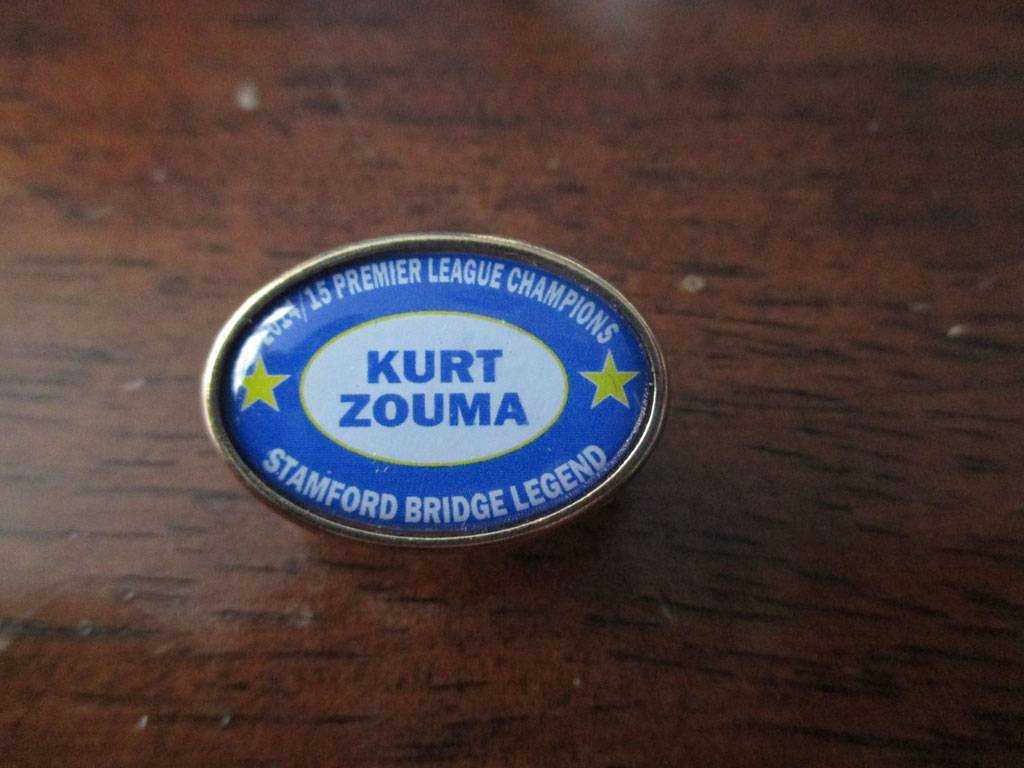 2014/15 PREMIER LEAGUE CHAMPIONS
KURT
ZOUMA
STAMFORD BRIDGE LEGEND